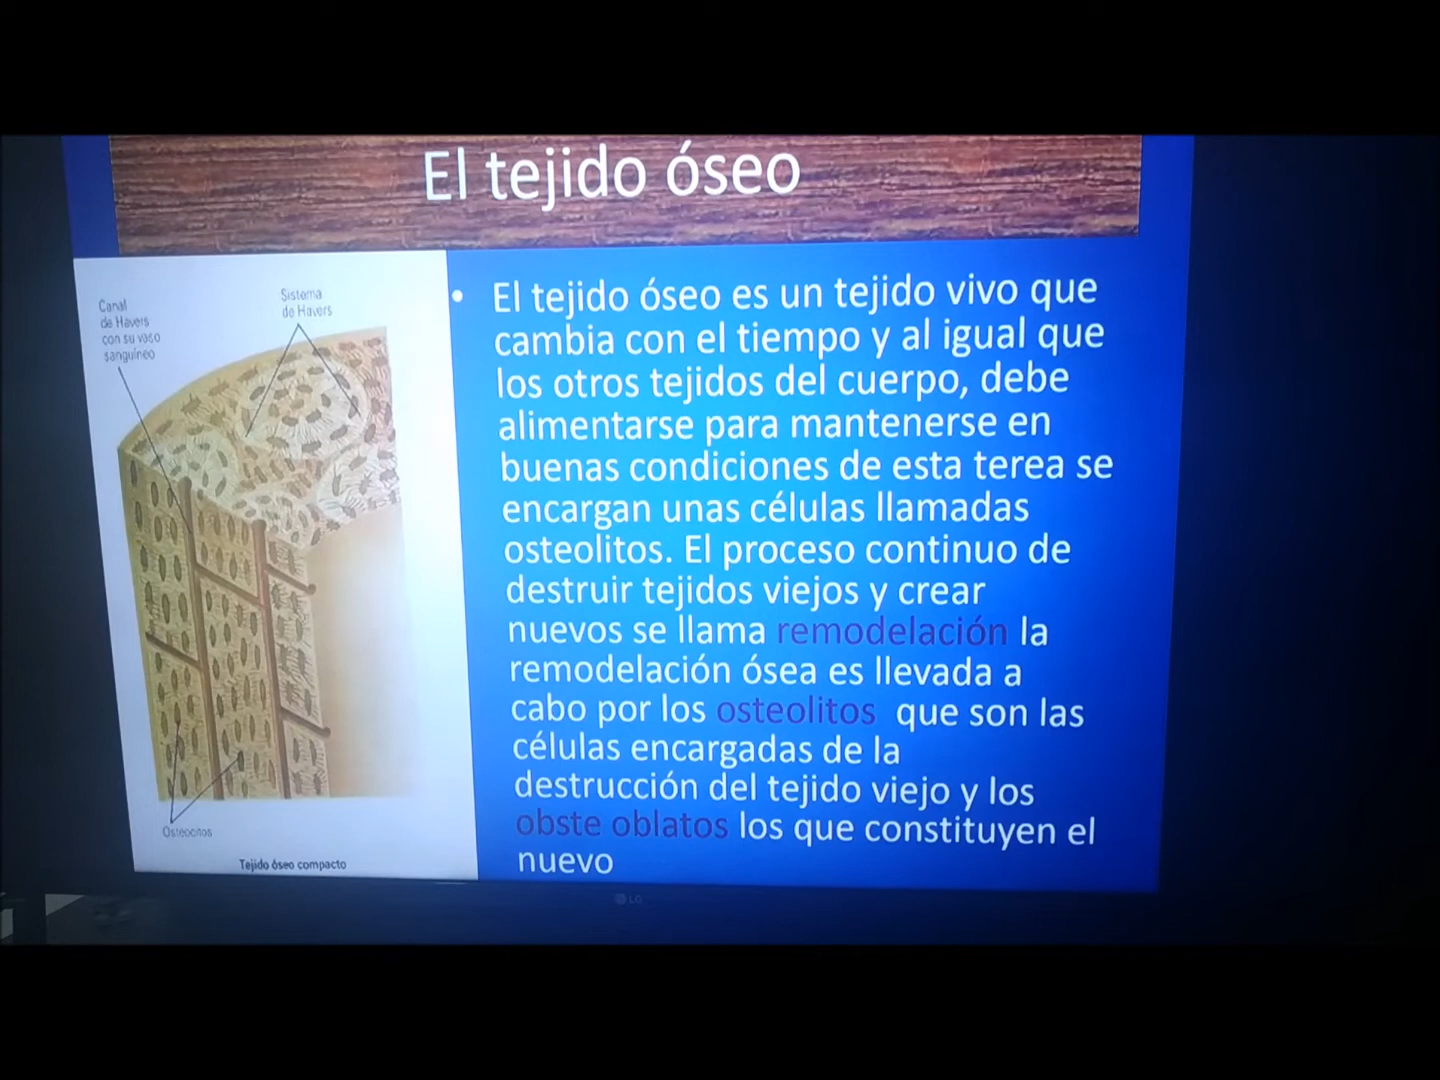 El tejido óseo
Canal
de Havers
con su vaso
sanguíneo
Sistema
de Havers
Osteocitos
Tejido óseo compacto
• El tejido óseo es un tejido vivo que
cambia con el tiempo y al igual que
los otros tejidos del cuerpo, debe
alimentarse para mantenerse en
buenas condiciones de esta terea se
encargan unas células llamadas
osteolitos. El proceso continuo de
destruir tejidos viejos y crear
nuevos se llama remodelación la
remodelación ósea es llevada a
cabo por los osteolitos que son las
células encargadas de la
destrucción del tejido viejo y los
obste oblatos los que constituyen el
nuevo
LG